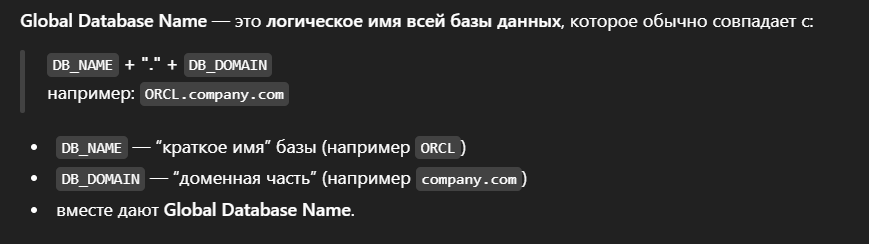 Global Database Name — это логическое имя всей базы данных, которое обычно совпадает с:
DB_NAME + "." + DB_DOMAIN
например: ORCL.company.com
• DB_NAME — “краткое имя” базы (например ORCL)
• DB_DOMAIN — “доменная часть” (например company.com)
• вместе дают Global Database Name.